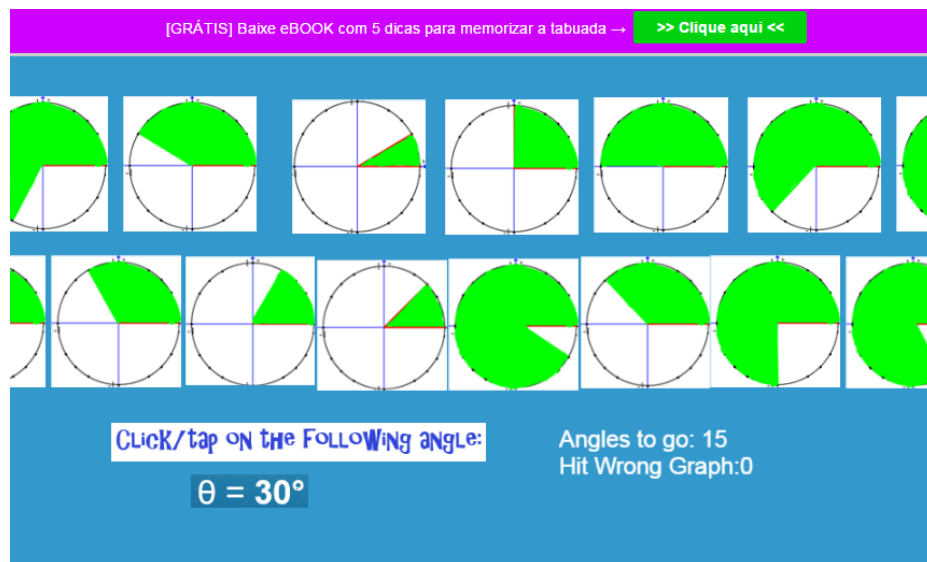 [GRÁTIS] Baixe eBOOK com 5 dicas para memorizar a tabuada → >> Clique aqui <<
Click/tap on the Following angle:
θ = 30°
Angles to go: 15
Hit Wrong Graph:0